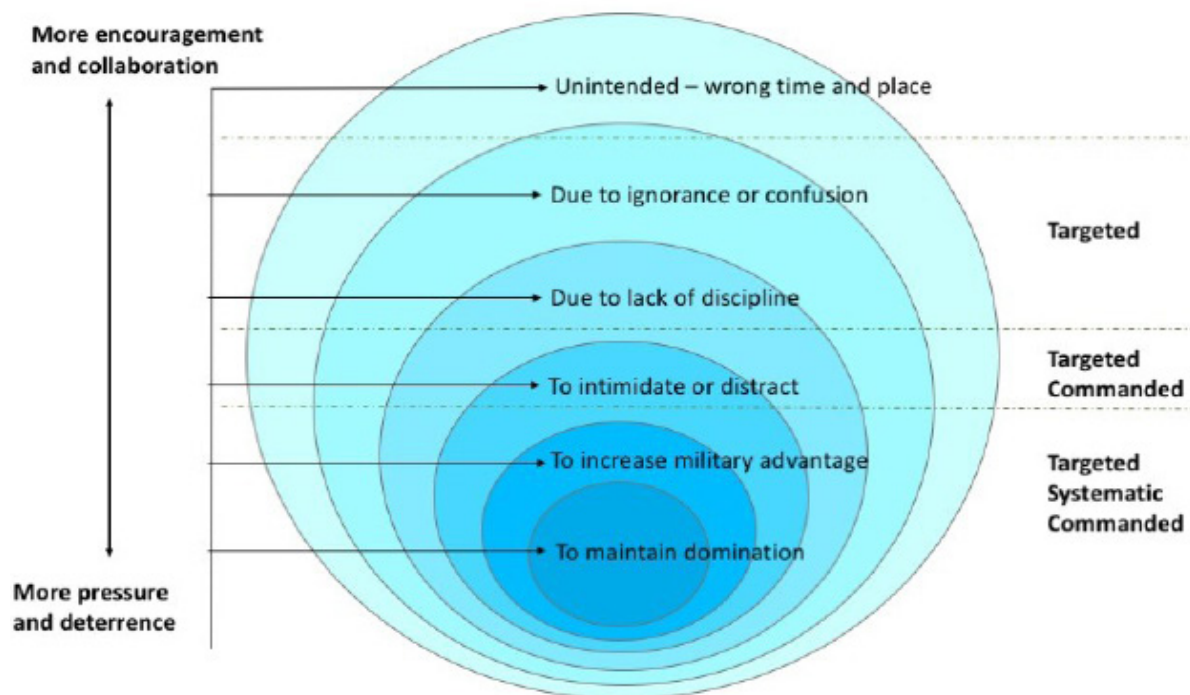 More encouragement
and collaboration
Unintended – wrong time and place
Due to ignorance or confusion
Targeted
Due to lack of discipline
Targeted
Commanded
To intimidate or distract
To increase military advantage
Targeted
Systematic
Commanded
To maintain domination
More pressure
and deterrence